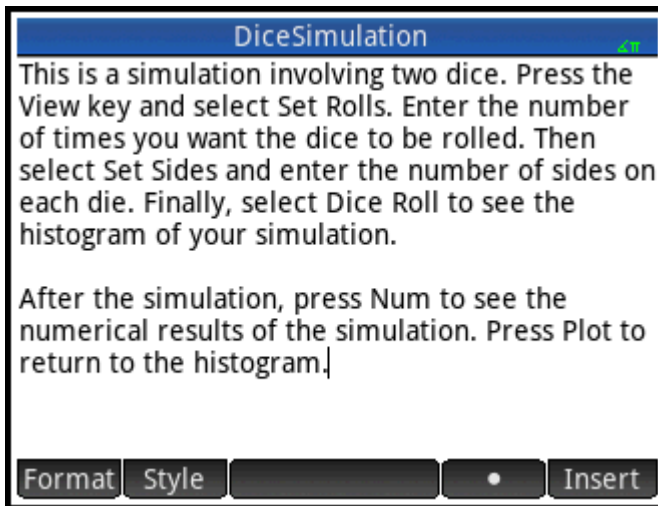 DiceSimulation
∡π
This is a simulation involving two dice. Press the
View key and select Set Rolls. Enter the number
of times you want the dice to be rolled. Then
select Set Sides and enter the number of sides on
each die. Finally, select Dice Roll to see the
histogram of your simulation.
After the simulation, press Num to see the
numerical results of the simulation. Press Plot to
return to the histogram.
Format Style • Insert